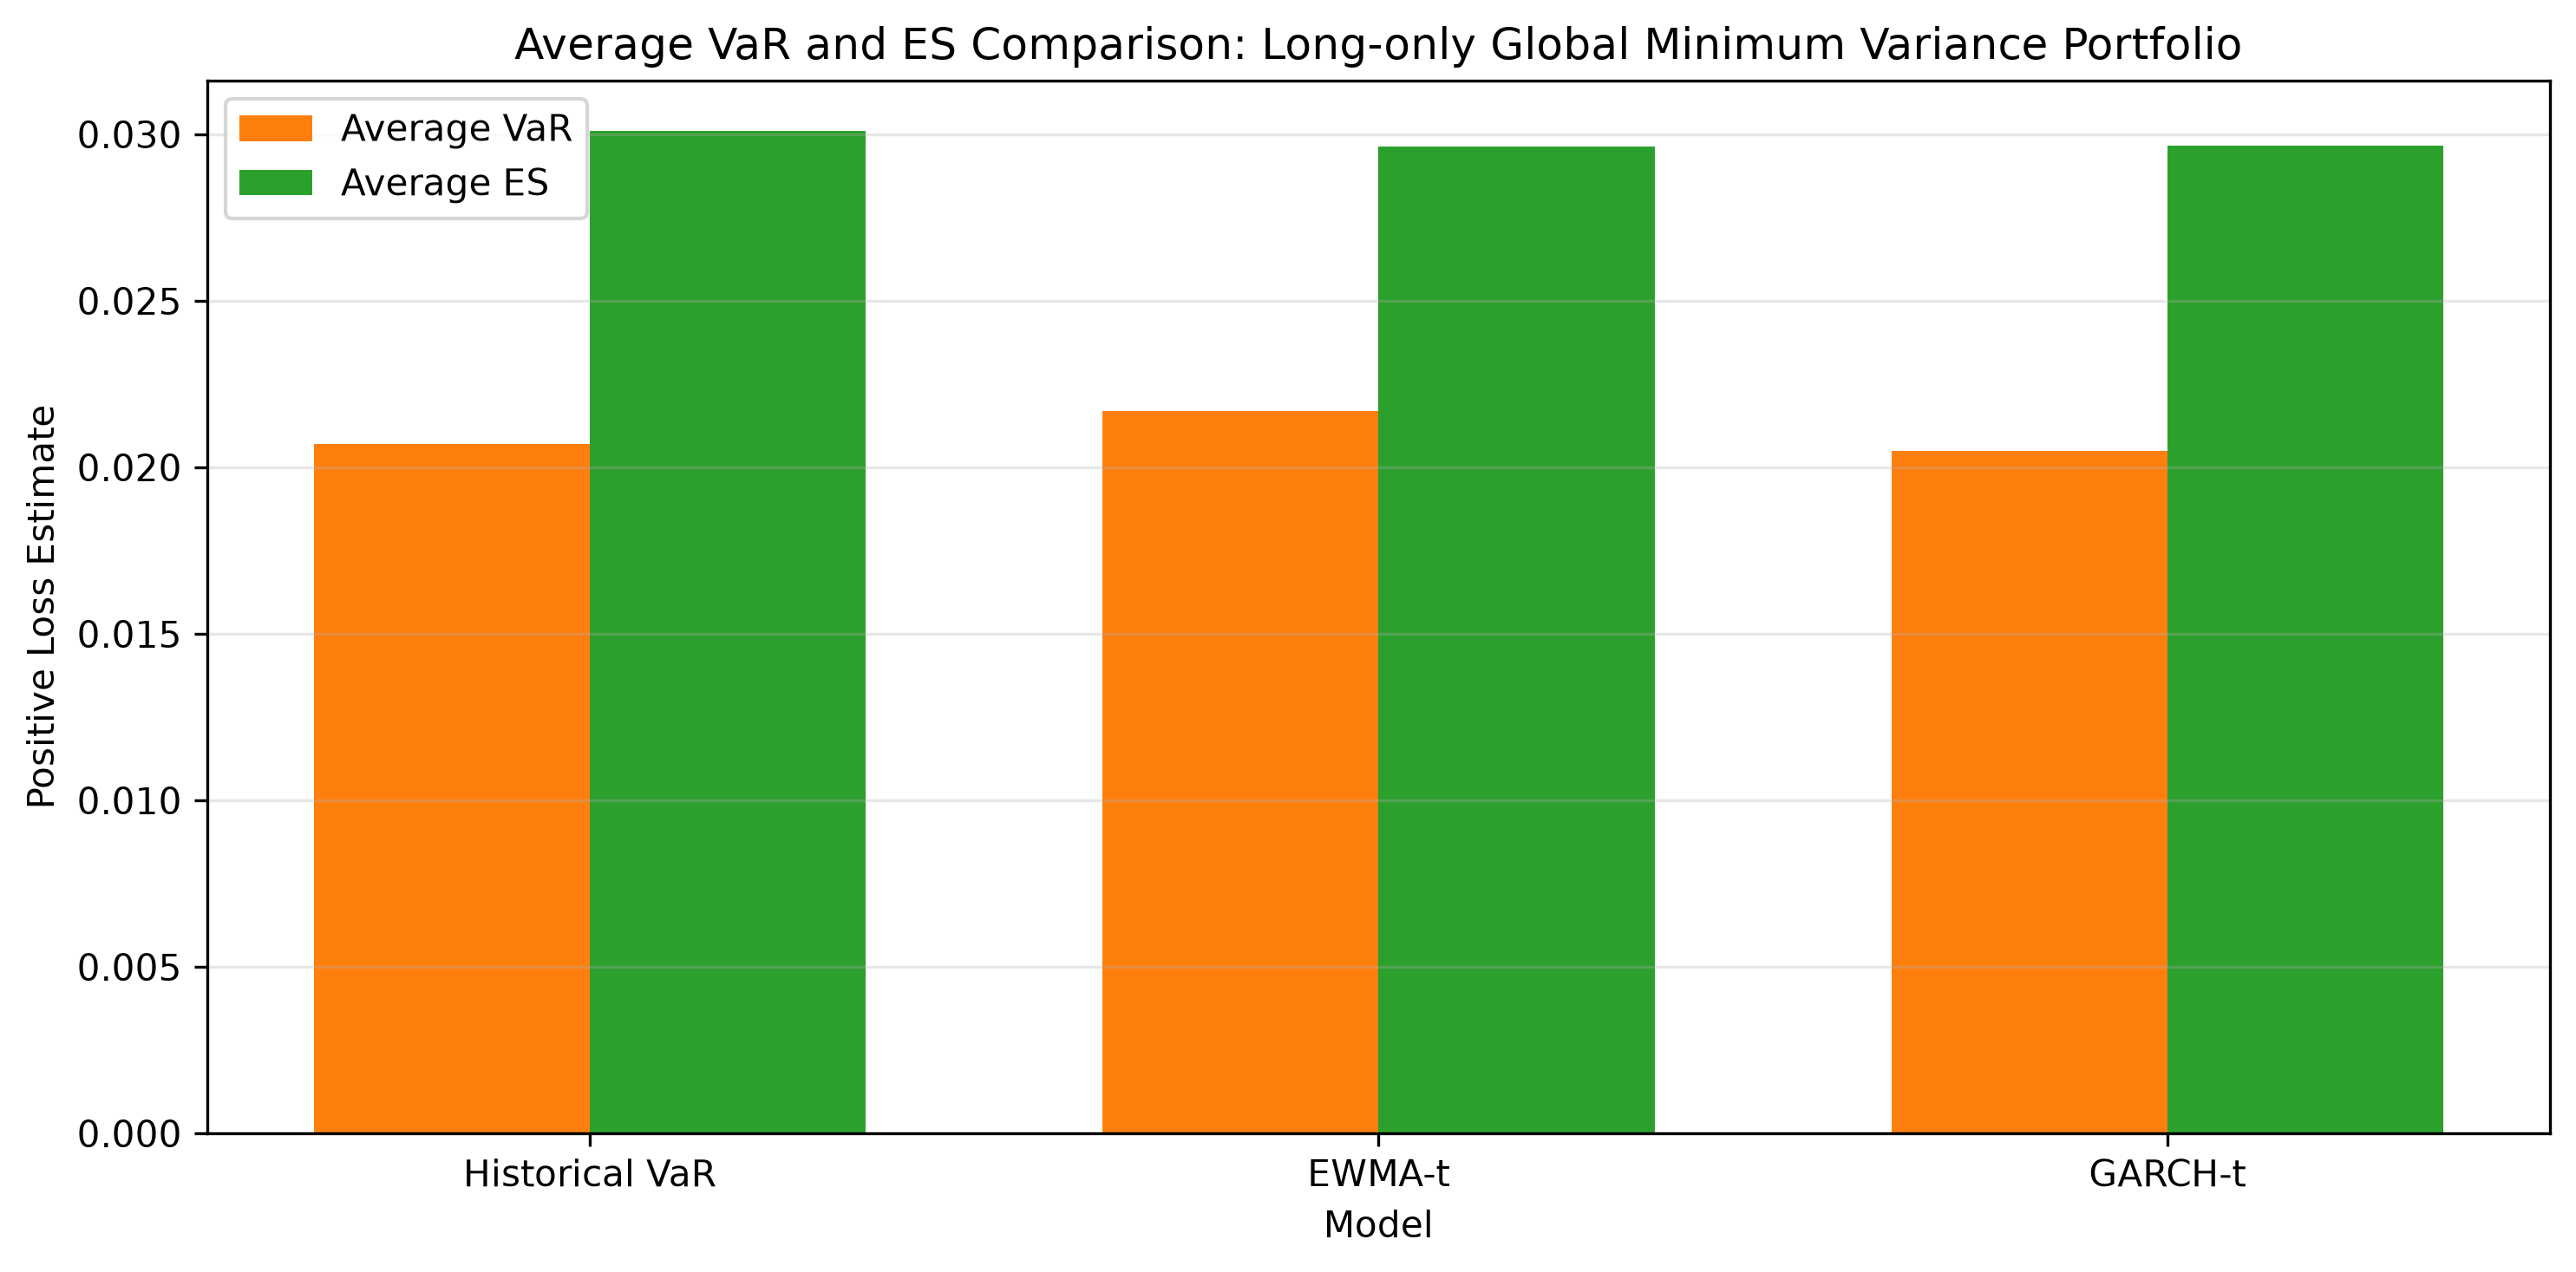 Average VaR and ES Comparison: Long-only Global Minimum Variance Portfolio
Average VaR
Average ES
Positive Loss Estimate
0.030
0.025
0.020
0.015
0.010
0.005
0.000
Historical VaR
EWMA-t
GARCH-t
Model